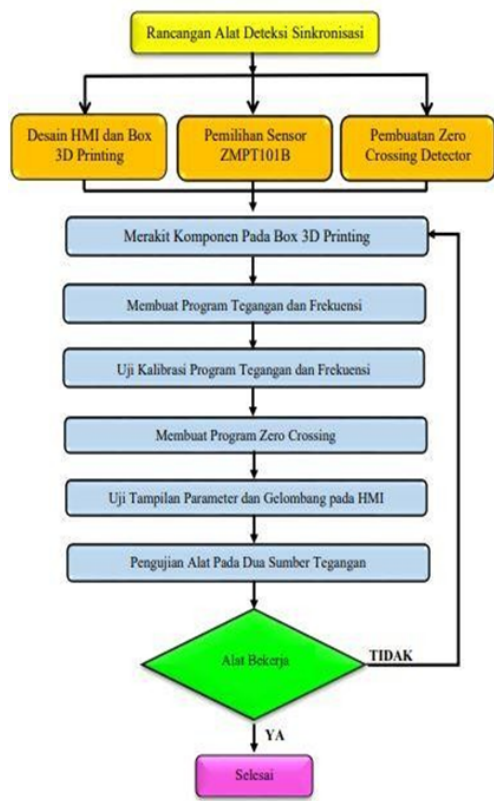 Rancangan Alat Deteksi Sinkronisasi
Desain HMI dan Box
3D Printing
Pemilihan Sensor
ZMPT101B
Pembuatan Zero
Crossing Detector
Merakit Komponen Pada Box 3D Printing
Membuat Program Tegangan dan Frekuensi
Uji Kalibrasi Program Tegangan dan Frekuensi
Membuat Program Zero Crossing
Uji Tampilan Parameter dan Gelombang pada HMI
Pengujian Alat Pada Dua Sumber Tegangan
Alat Bekerja
TIDAK
YA
Selesai